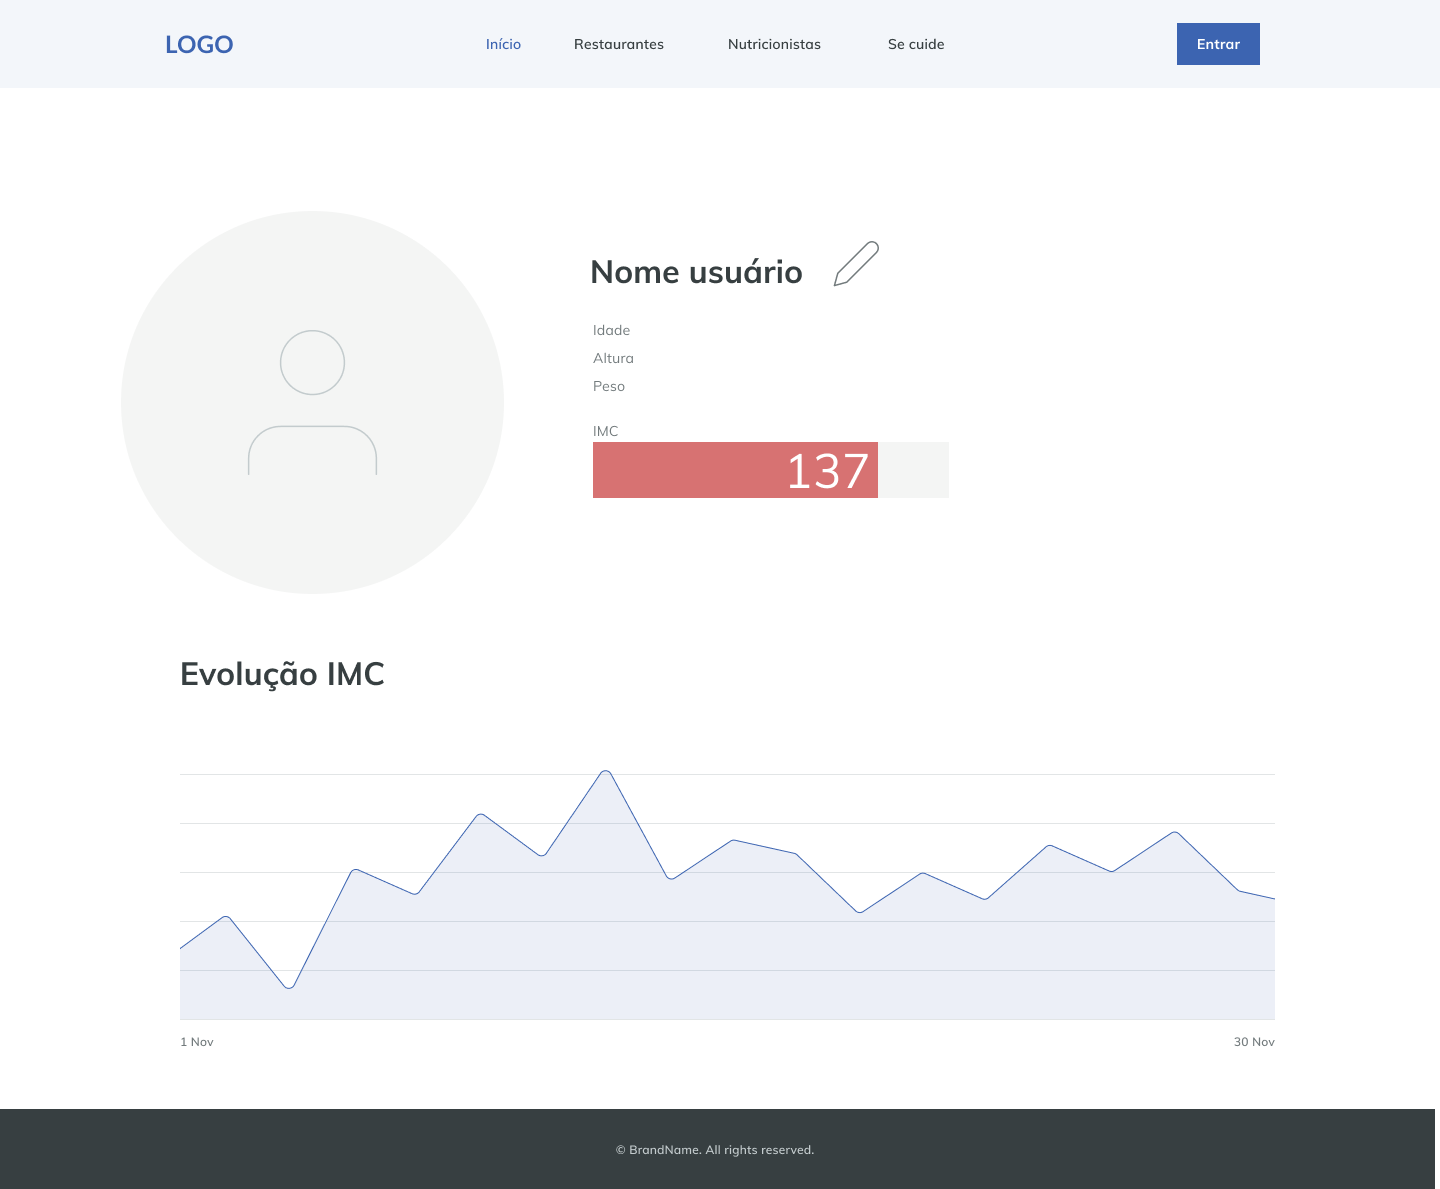 LOGO
Início
Restaurantes
Nutricionistas
Se cuide
Entrar
Nome usuário
Idade
Altura
Peso
IMC
137
Evolução IMC
1 Nov
30 Nov
© BrandName. All rights reserved.